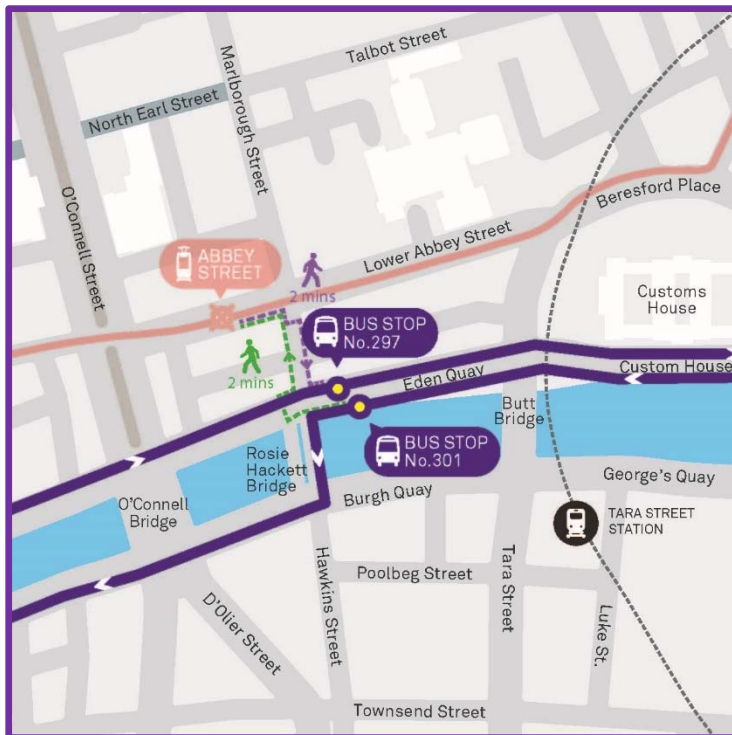 Talbot Street
Marlborough Street
North Earl Street
O'Connell Street
Beresford Place
ABBEY
STREET
Lower Abbey Street
2 mins
Customs
House
BUS STOP
No.297
2 mins
Eden Quay
Custom House
Butt
Bridge
BUS STOP
No.301
Rosie
Hackett
Bridge
O'Connell
Bridge
Burgh Quay
George's Quay
TARA STREET
STATION
Hawkins Street
Poolbeg Street
Tara Street
Luke St.
D'Olier Street
Townsend Street